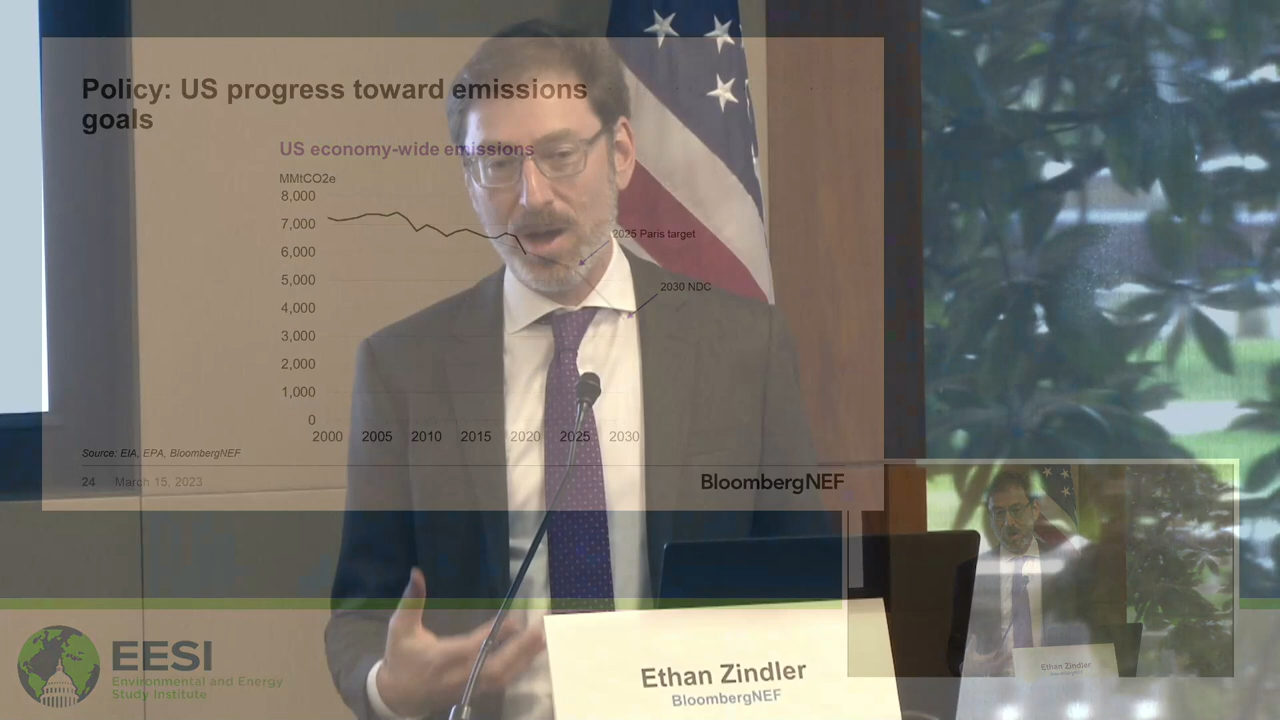 Policy: US progress toward emissions
goals
US economy-wide emissions
MMtCO2e
8,000
7,000
6,000
5,000
4,000
3,000
2,000
1,000
0
2000 2005 2010 2015 2020 2025 2030
2025 Paris target
2030 NDC
Source: EIA, EPA, BloombergNEF
24 March 15, 2023
BloombergNEF
EESI
Environmental and Energy
Study Institute
Ethan Zindler
BloombergNEF
Ethan Zindler
BloombergNEF